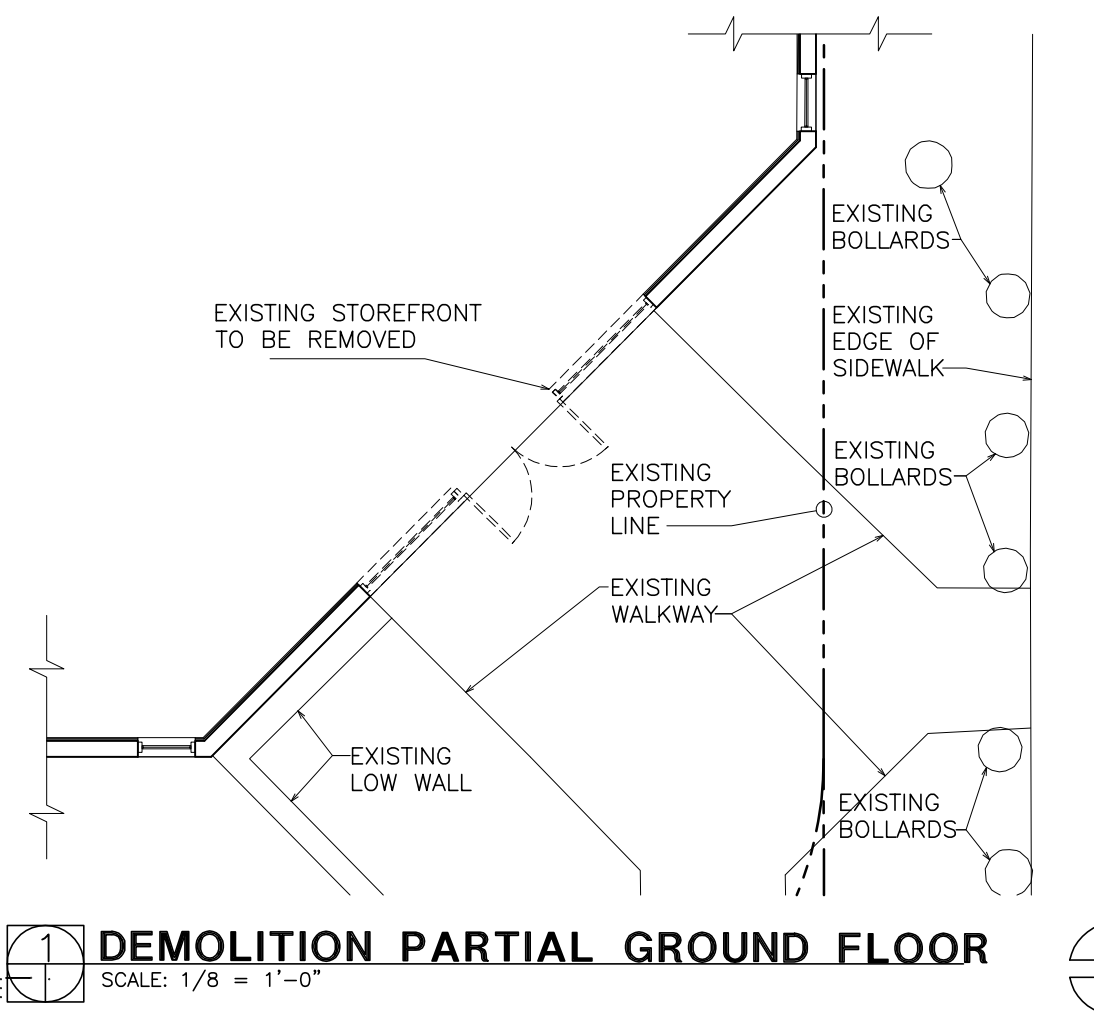 EXISTING
BOLLARDS
EXISTING STOREFRONT
TO BE REMOVED
EXISTING
EDGE OF
SIDEWALK
EXISTING
BOLLARDS
EXISTING
PROPERTY
LINE
EXISTING
WALKWAY
EXISTING
LOW WALL
EXISTING
BOLLARDS
1
DEMOLITION PARTIAL GROUND FLOOR
SCALE: 1/8 = 1'-0"